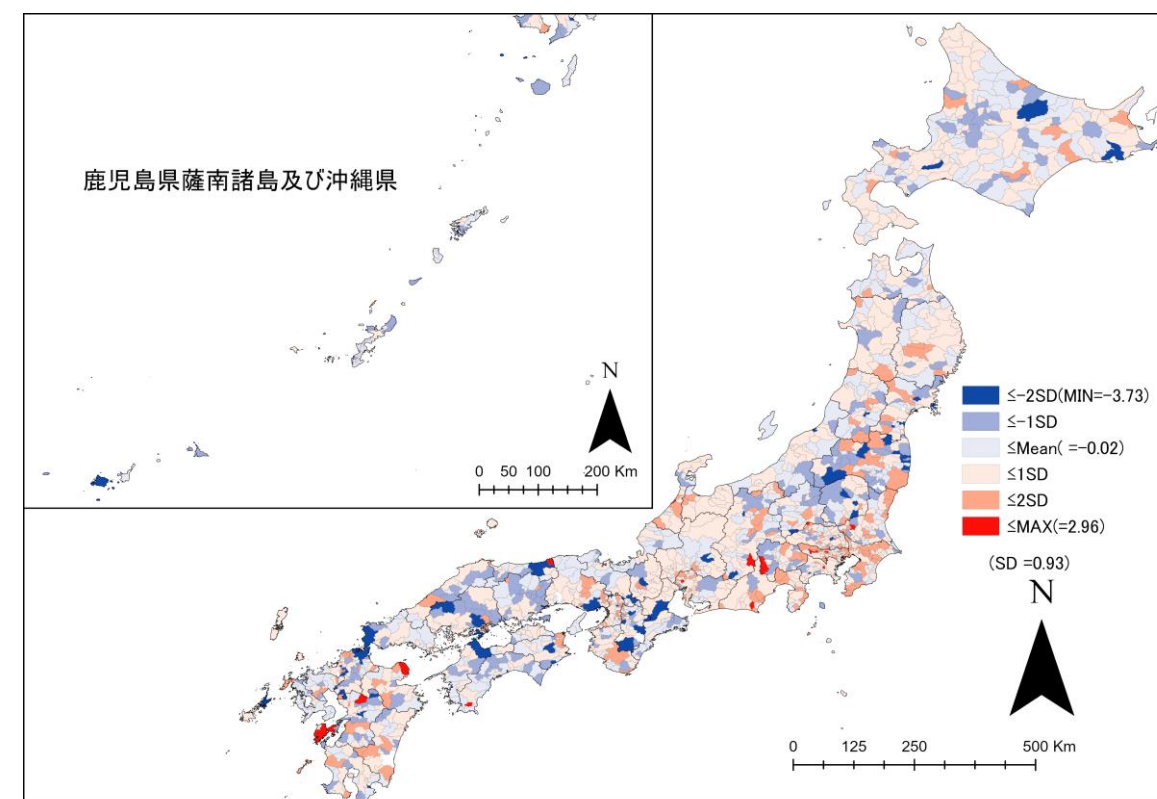 鹿児島県薩南諸島及び沖縄県
N
0 50 100 200 Km
≤-2SD(MIN=-3.73)
≤-1SD
≤Mean( =-0.02)
≤1SD
≤2SD
≤MAX(=2.96)
(SD =0.93)
N
0 125 250 500 Km